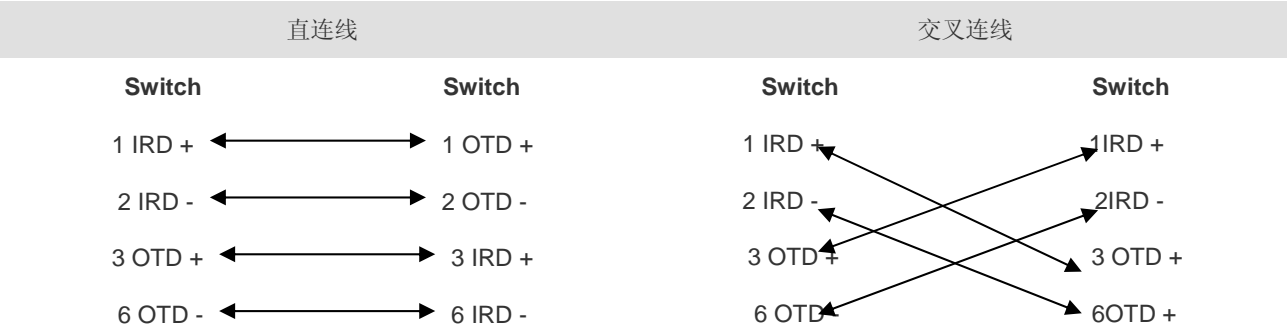 直连线 交叉连线
Switch Switch Switch Switch
1 IRD + 1 OTD + 1 IRD + 1IRD +
2 IRD - 2 OTD - 2 IRD - 2IRD -
3 OTD + 3 IRD + 3 OTD + 3 OTD +
6 OTD - 6 IRD - 6 OTD - 6OTD +